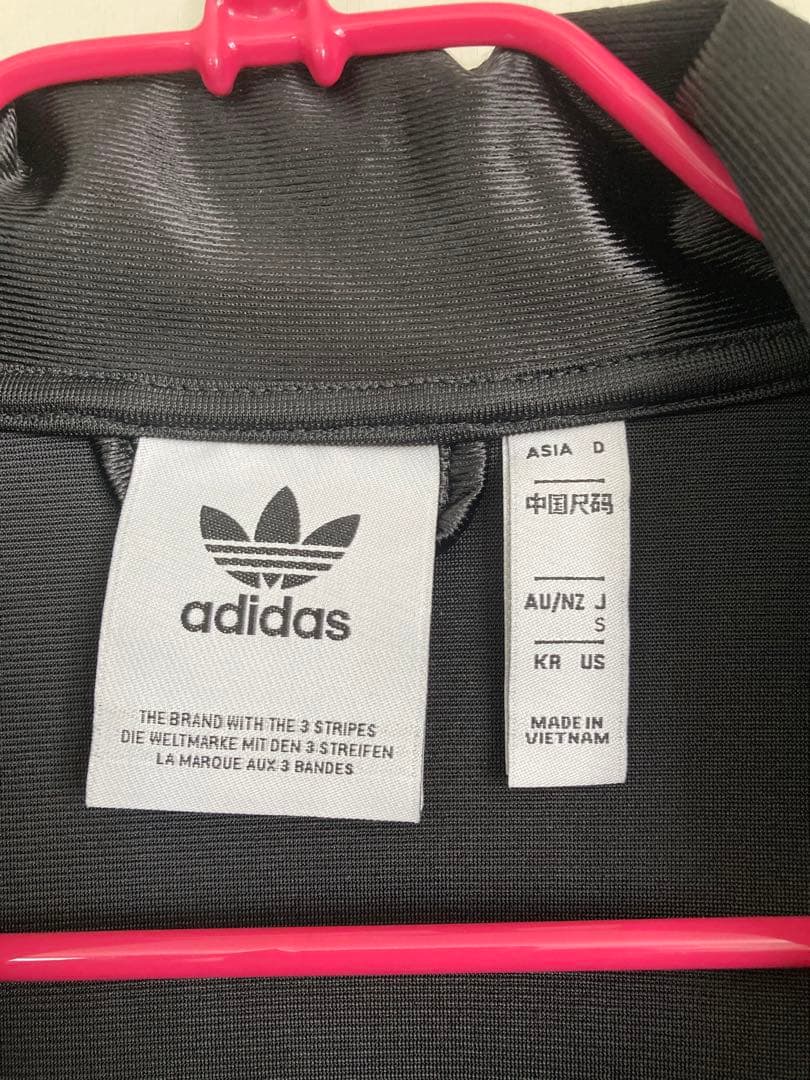 adidas
THE BRAND WITH THE 3 STRIPES
DIE WELTMARKE MIT DEN 3 STREIFEN
LA MARQUE AUX 3 BANDES
ASIA D
中国尺码
AU/NZ J
S
KR US
MADE IN
VIETNAM